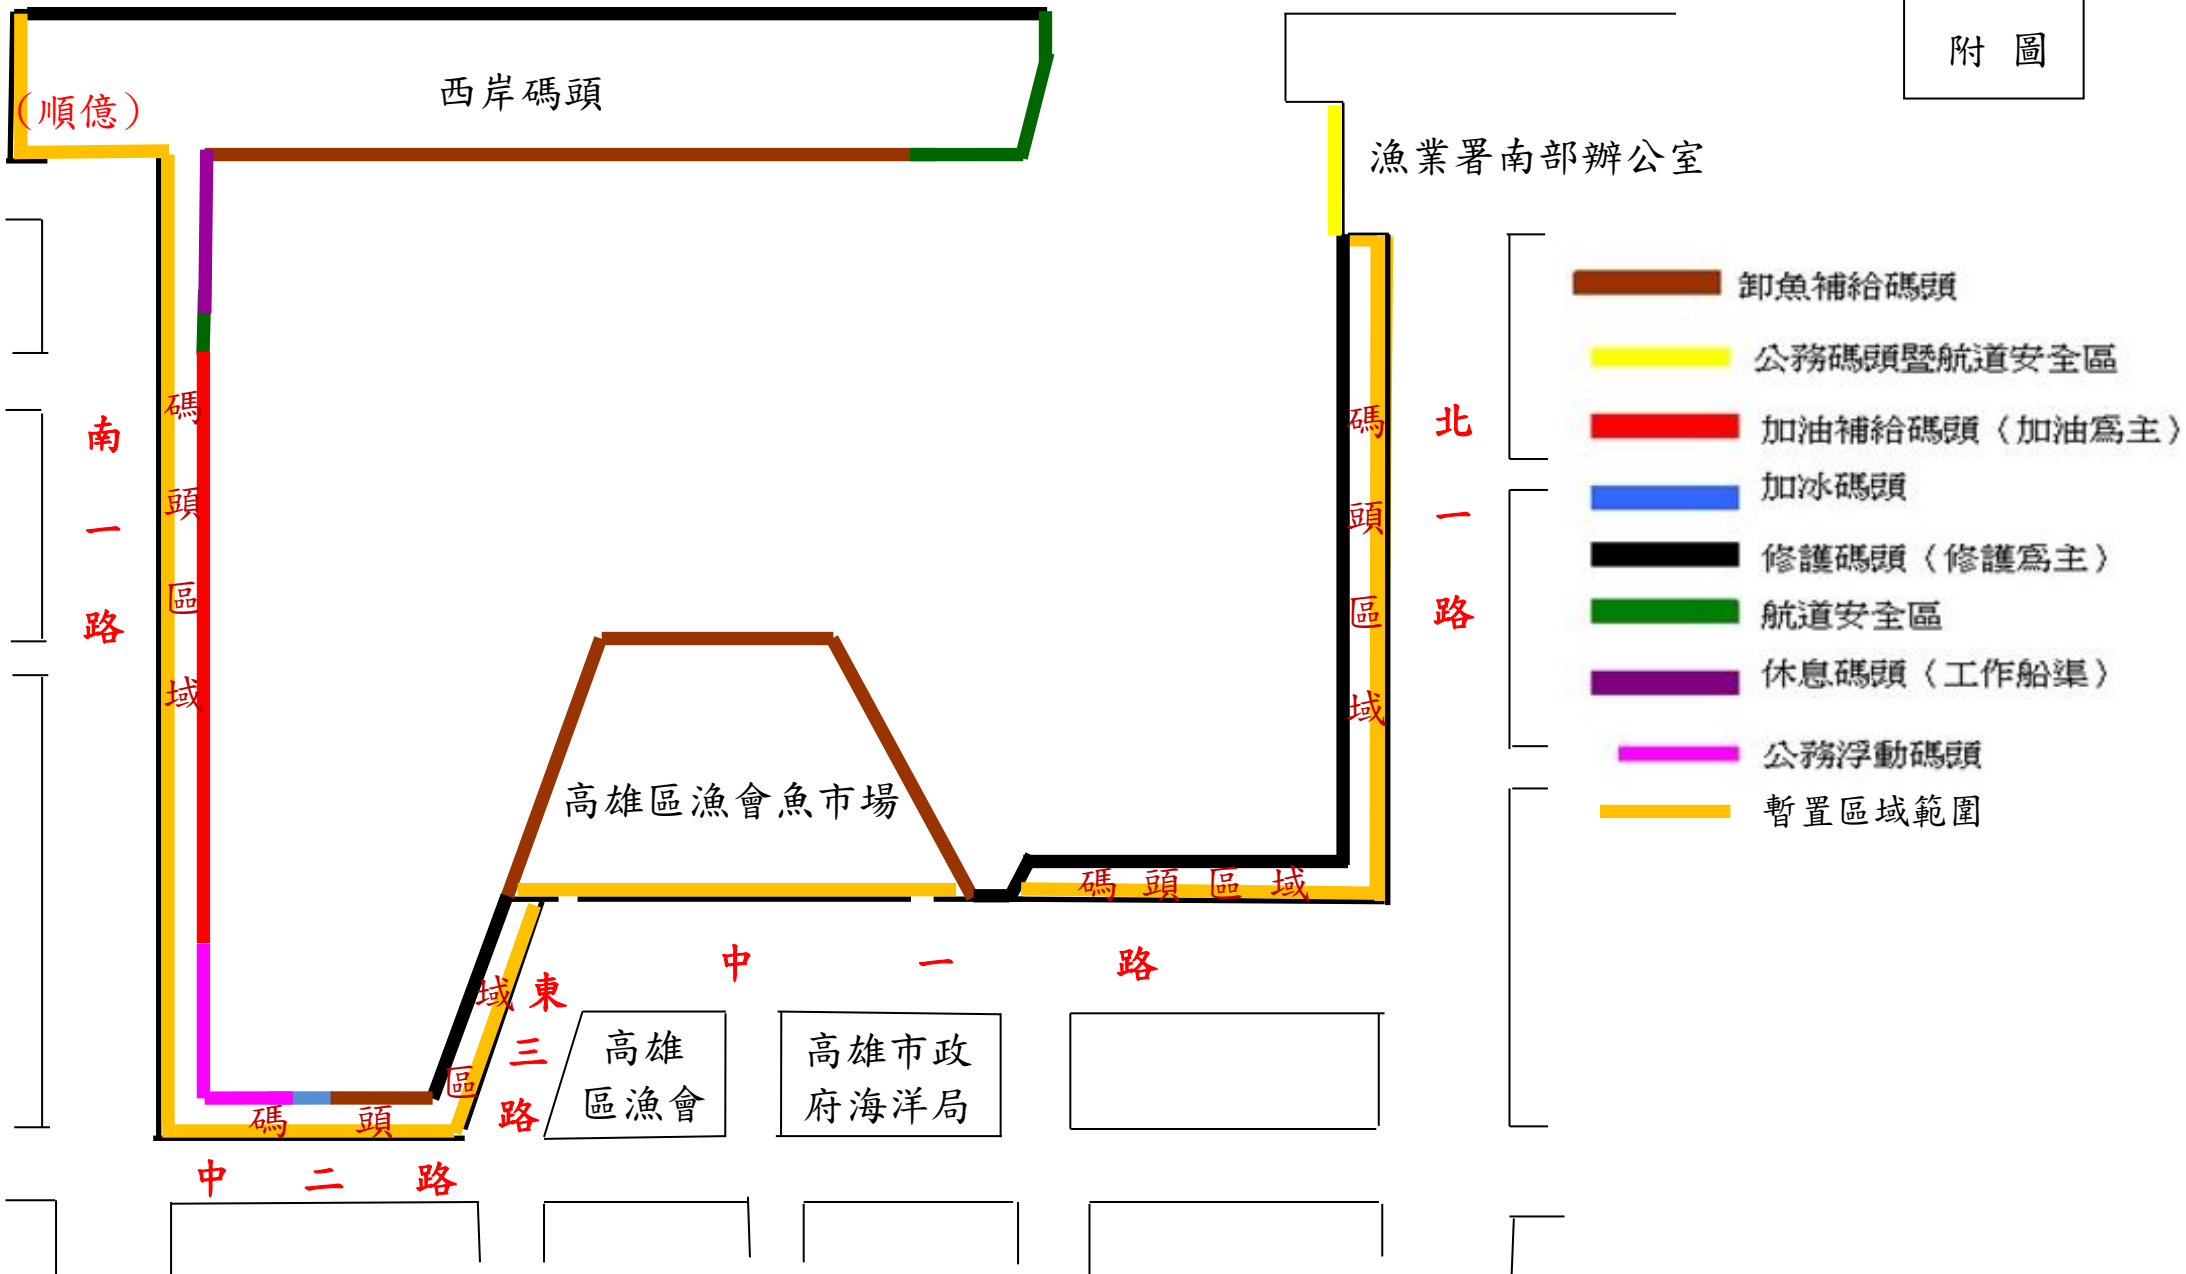 附圖
西岸碼頭
(順億)
漁業署南部辦公室
卸魚補給碼頭
公務碼頭暨航道安全區
加油補給碼頭（加油為主）
加冰碼頭
修護碼頭（修護為主）
航道安全區
休息碼頭（工作船渠）
公務浮動碼頭
暫置區域範圍
南一路
碼頭區域
碼頭區域
北一路
高雄區漁會魚市場
碼頭區域
中一路
東三路
碼頭區域
高雄
區漁會
高雄市政
府海洋局
中二路